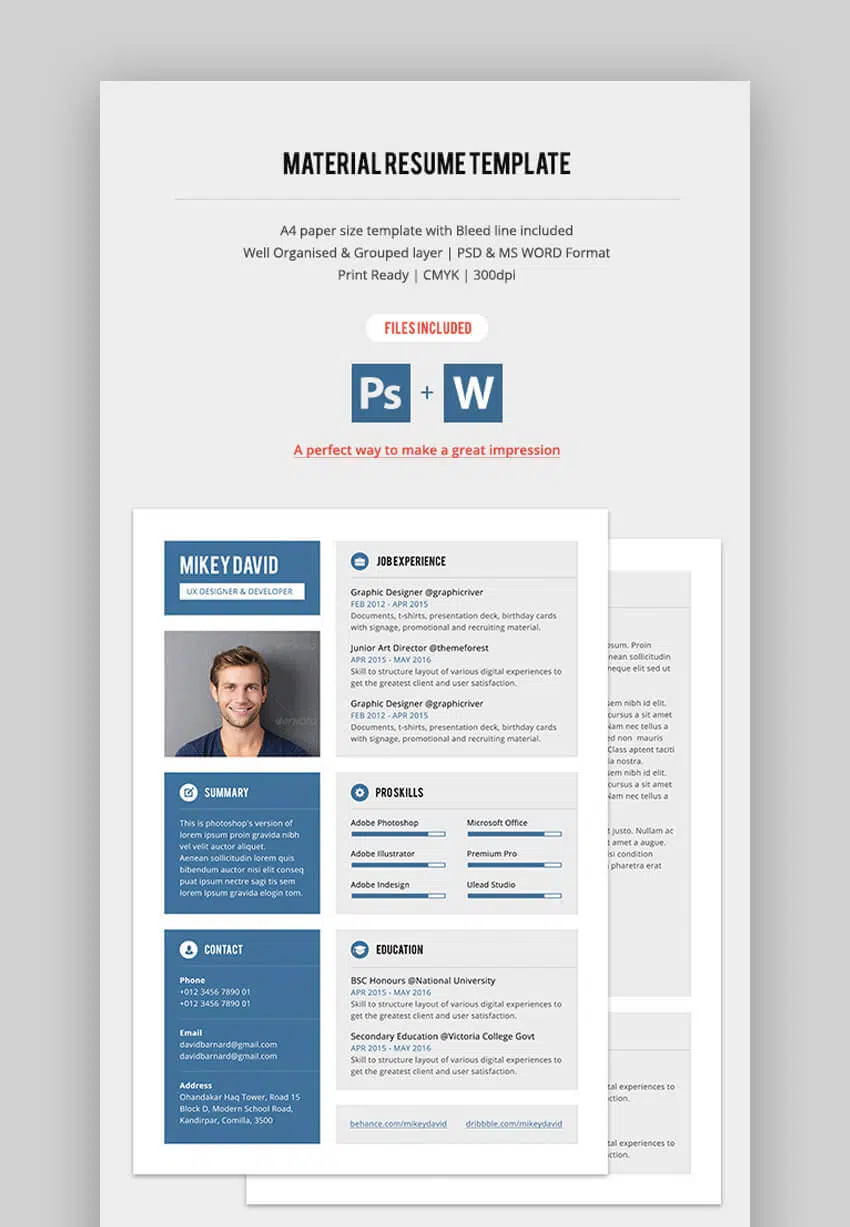 MATERIAL RESUME TEMPLATE
A4 paper size template with Bleed line included
Well Organised & Grouped layer | PSD & MS WORD Format
Print Ready | CMYK | 300dpi
FILES INCLUDED
Ps + W
A perfect way to make a great impression
MIKEY DAVID
UX DESIGNER & DEVELOPER
envato
SUMMARY
This is photoshop's version of
lorem ipsum proin gravida nibh
vel velit auctor aliquet.
Aenean sollicitudin lorem quis
bibendum auctor nisi elit conseq
puat ipsum nectre sagi tis sem
lorem Ipsum gravida elogin tom.
CONTACT
Phone
+012 3456 7890 01
+012 3456 7890 01
Email
davidbarnard@gmail.com
davidbarnard@gmail.com
Address
Ohandakar Haq Tower, Road 15
Block D, Modern School Road,
Kandirpar, Comilla, 3500
JOB EXPERIENCE
Graphic Designer @graphicriver
FEB 2012 - APR 2015
Documents, t-shirts, presentation deck, birthday cards
with signage, promotional and recruiting material.
Junior Art Director @themeforest
APR 2015 - MAY 2016
Skill to structure layout of various digital experiences to
get the greatest client and user satisfaction.
Graphic Designer @graphicriver
FEB 2012 - APR 2015
Documents, t-shirts, presentation deck, birthday cards
with signage, promotional and recruiting material.
PRO SKILLS
Adobe Photoshop
Microsoft Office
Adobe Illustrator
Premium Pro
Adobe Indesign
Ulead Studio
EDUCATION
BSC Honours @National University
APR 2015 - MAY 2016
Skill to structure layout of various digital experiences to
get the greatest client and user satisfaction.
Secondary Education @Victoria College Govt
APR 2015 - MAY 2016
Skill to structure layout of various digital experiences to
get the greatest client and user satisfaction.
behance.com/mikeydavid
dribbble.com/mikeydavid
psum. Proin
nean sollicitudin
neque elit sed ut
sem nibh id elit.
cursus a sit amet
Nam nec tellus a
ed non mauris
Class aptent taciti
ia nostra.
sem nibh id elit.
cursus a sit amet
Nam nec tellus a
t justo. Nullam ac
amet a augue.
isi condition
pharetra erat
tal experiences to
ction.
tal experiences to
ction.